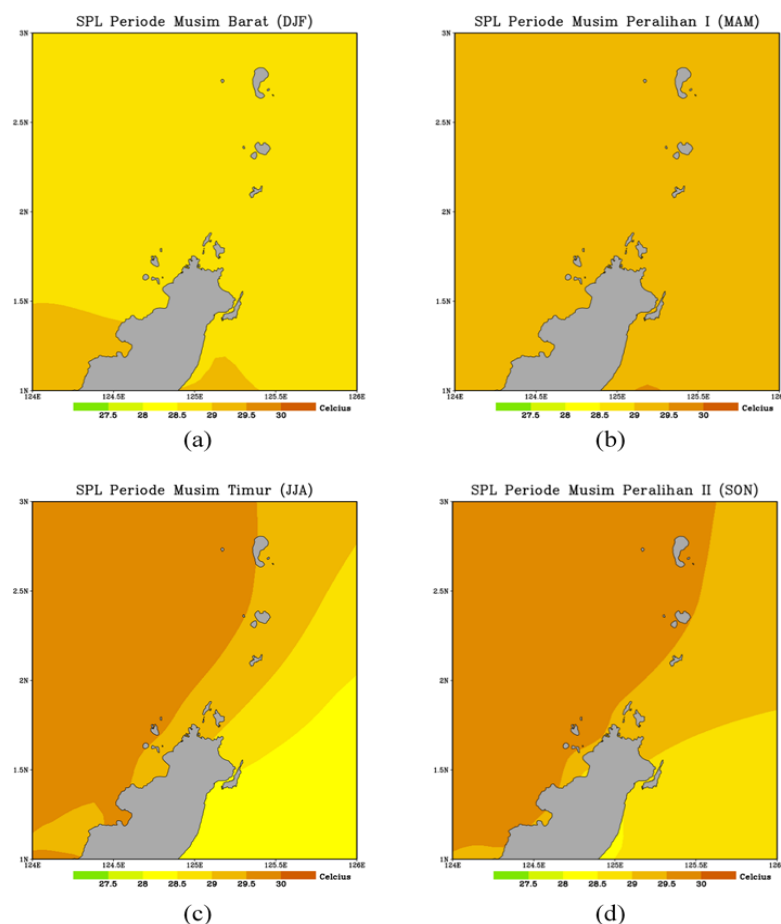 SPL Periode Musim Barat (DJF)
3N
2.5N
2N
1.5N
1N
124E 124.5E 125E 125.5E 126E
27.5 28 28.5 29 29.5 30 Celcius
(a)
SPL Periode Musim Peralihan I (MAM)
3N
2.5N
2N
1.5N
1N
124E 124.5E 125E 125.5E 126
27.5 28 28.5 29 29.5 30 Celcius
(b)
SPL Periode Musim Timur (JJA)
3N
2.5N
2N
1.5N
1N
124E 124.5E 125E 125.5E 126E
27.5 28 28.5 29 29.5 30 Celcius
(c)
SPL Periode Musim Peralihan II (SON)
3N
2.5N
2N
1.5N
1N
124E 124.5E 125E 125.5E 126
27.5 28 28.5 29 29.5 30 Celcius
(d)